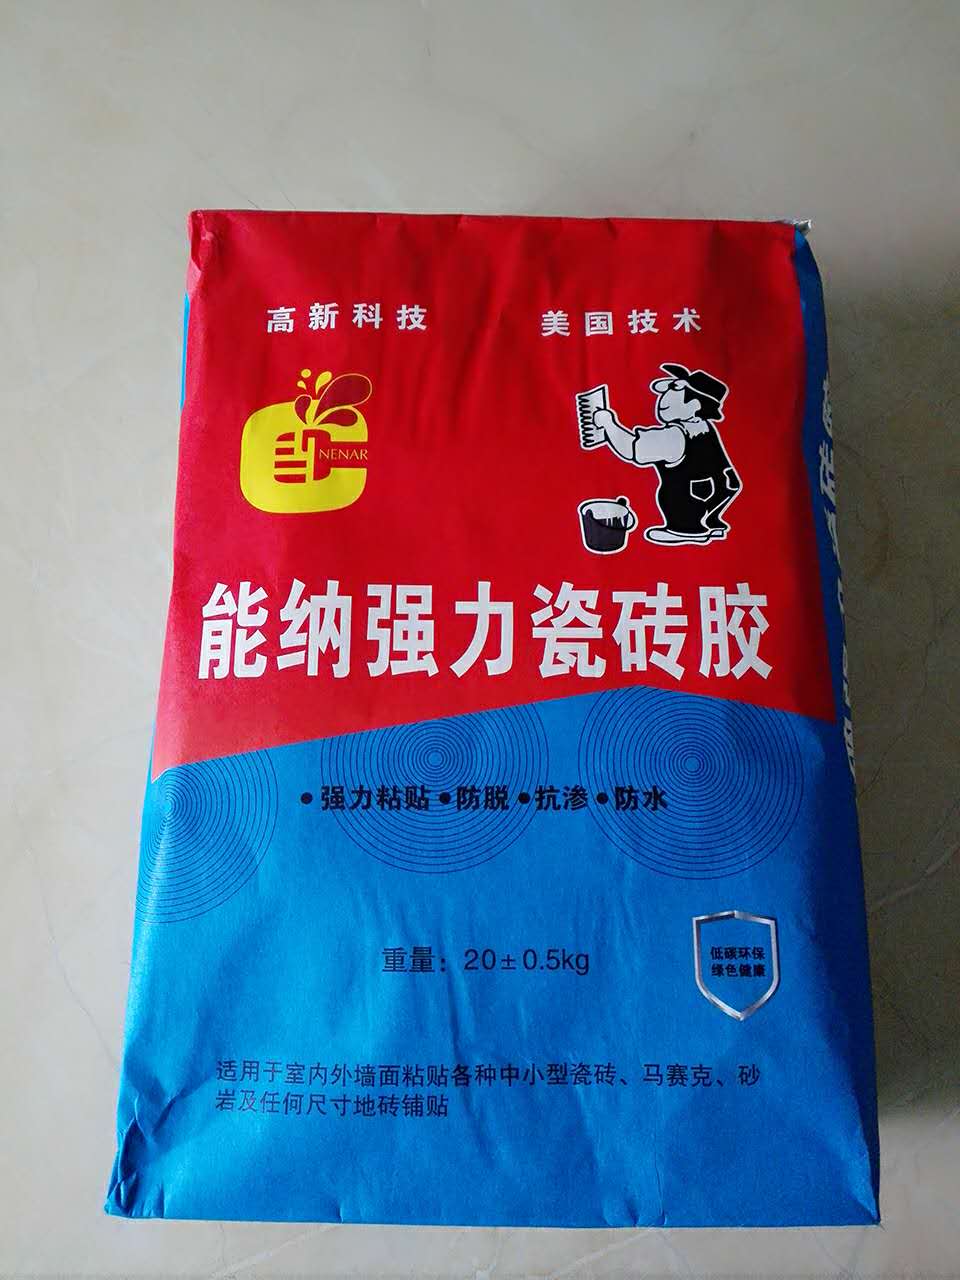 高新科技
美国技术
NENAR
能纳强力瓷砖胶
•强力粘贴•防脱•抗渗•防水
重量：20±0.5kg
低碳环保
绿色健康
适用于室内外墙面粘贴各种中小型瓷砖、马赛克、砂
岩及任何尺寸地砖铺贴